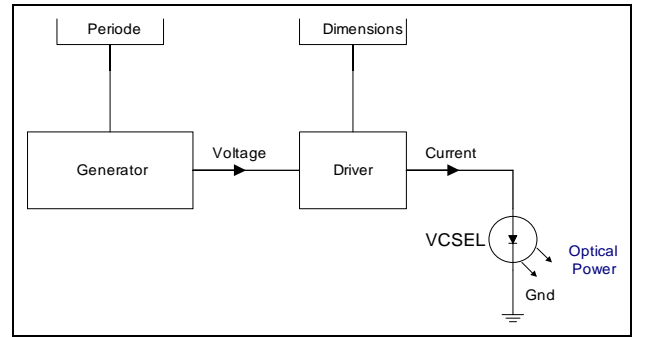 Periode
Dimensions
Generator
Voltage
Driver
Current
VCSEL
Optical
Power
Gnd